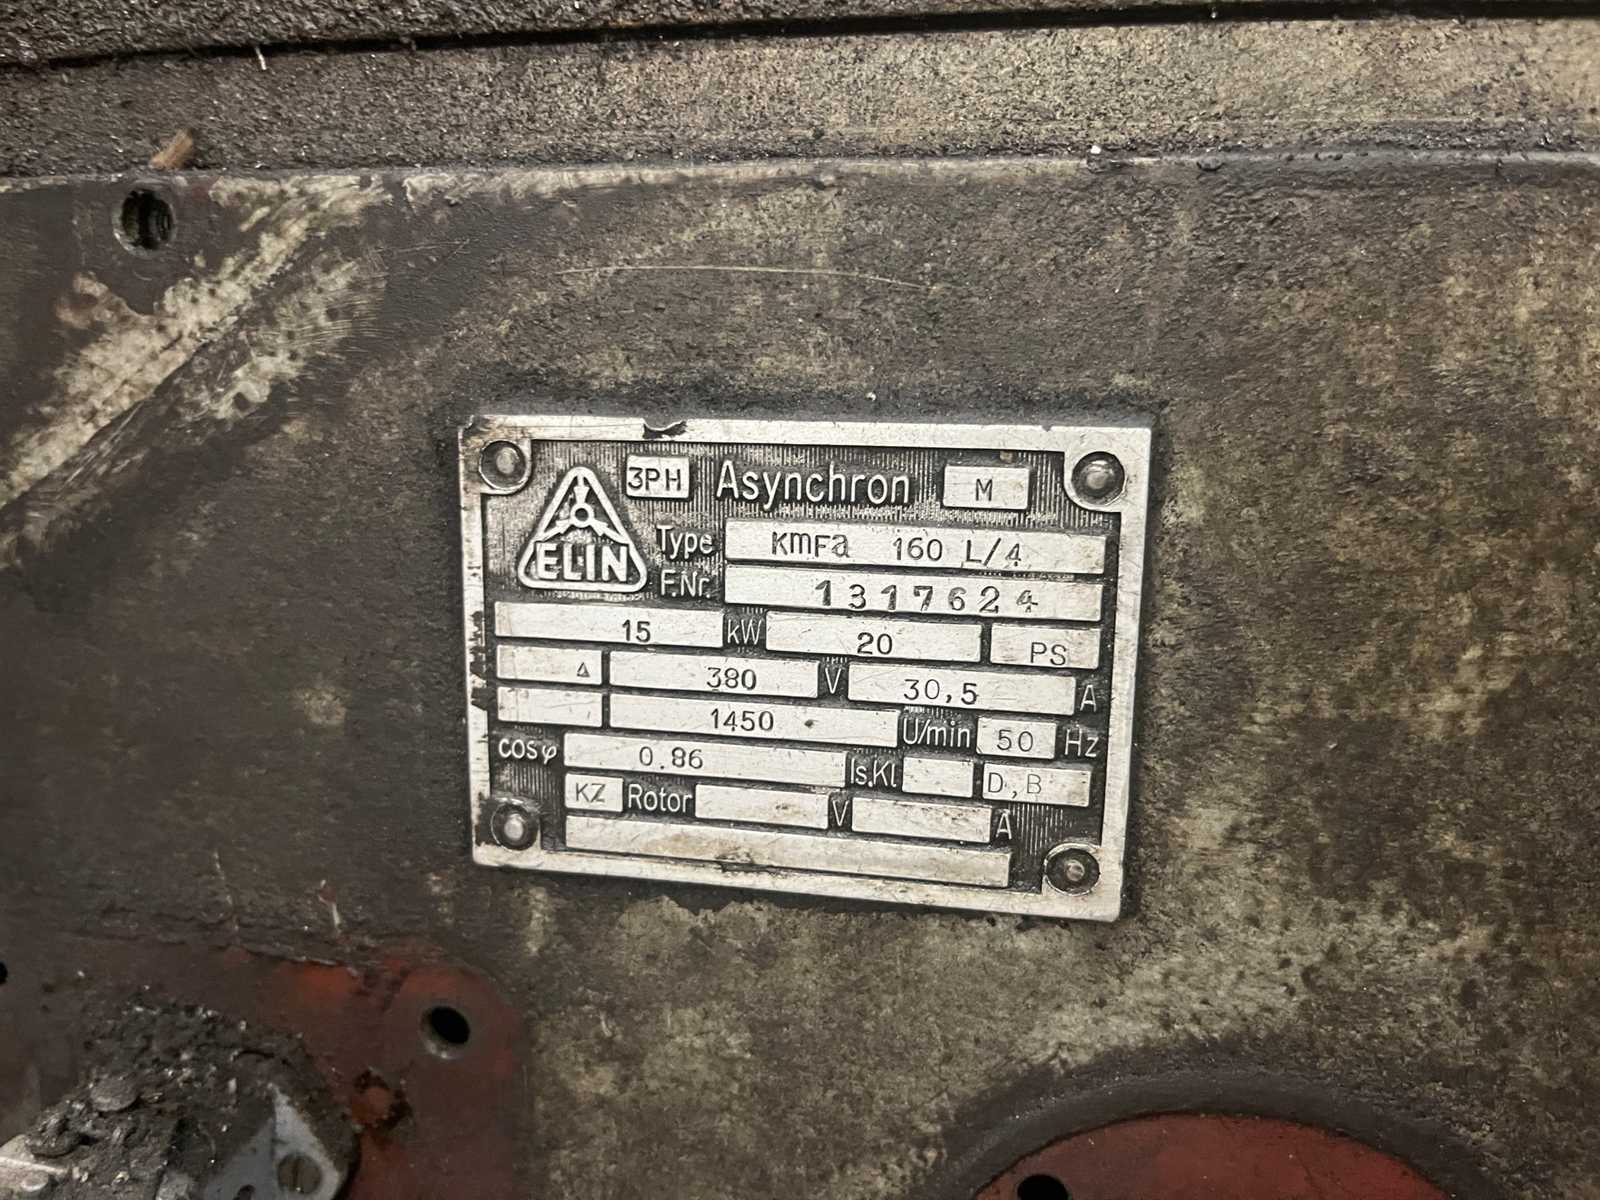 3PH Asynchron M
ELIN
Type KMFa 160 L/4
F.Nr. 1317624
15 kW 20 PS
Δ 380 V 30,5 A
1450 U/min 50 Hz
cos φ 0.86 Is.Kl. D,B
KZ Rotor V A